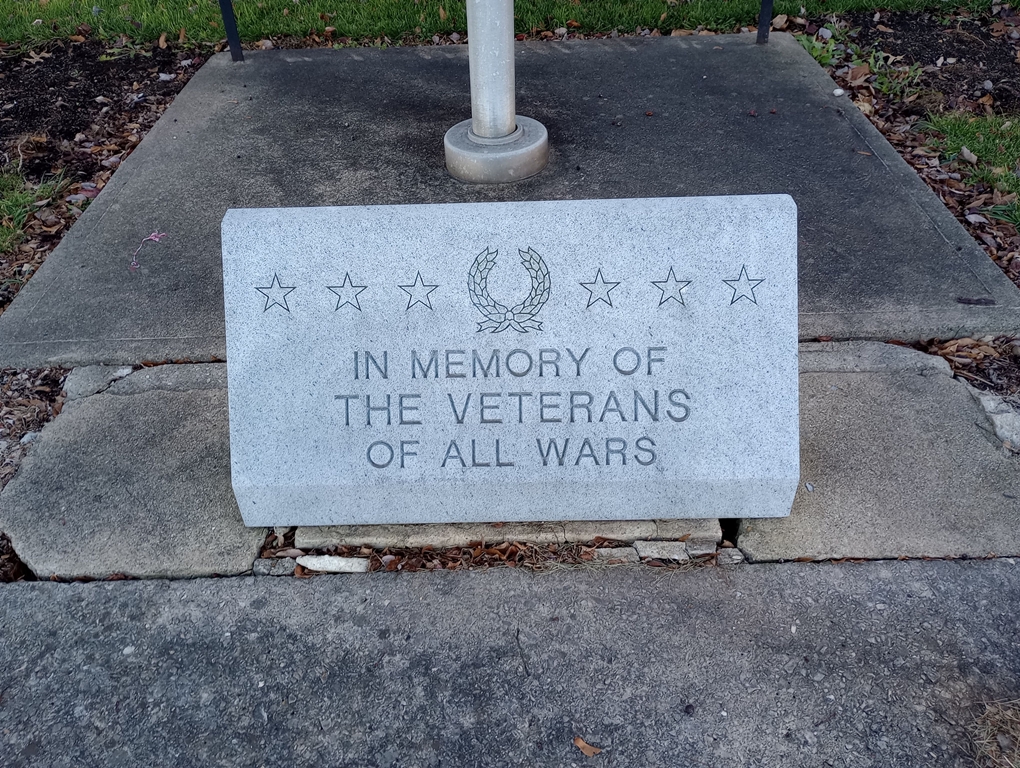 IN MEMORY OF
THE VETERANS
OF ALL WARS